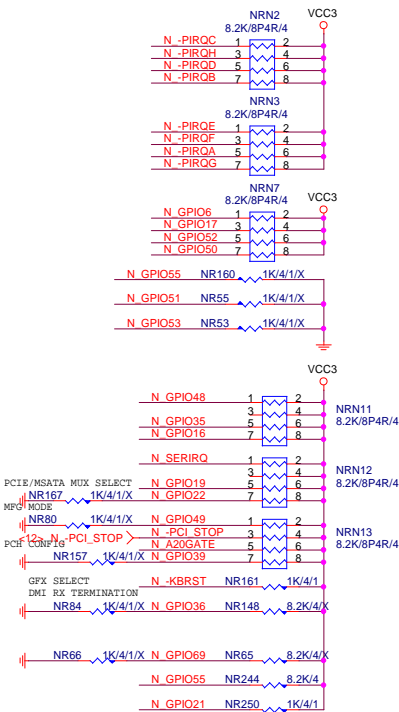 NRN2 VCC3
8.2K/8P4R/4
N_-PIRQC 1 2
N_-PIRQH 3 4
N_-PIRQD 5 6
N_-PIRQB 7 8
NRN3
8.2K/8P4R/4
N_-PIRQE 1 2
N_-PIRQF 3 4
N_-PIRQA 5 6
N_-PIRQG 7 8
NRN7
8.2K/8P4R/4 VCC3
N_GPIO6 1 2
N_GPIO17 3 4
N_GPIO52 5 6
N_GPIO50 7 8
N_GPIO55 NR160 1K/4/1/X
N_GPIO51 NR55 1K/4/1/X
N_GPIO53 NR53 1K/4/1/X
VCC3
N_GPIO48 1 2
3 4 NRN11
N_GPIO35 5 6 8.2K/8P4R/4
N_GPIO16 7 8
N_SERIRQ 1 2
3 4 NRN12
PCIE/MSATA MUX SELECT N_GPIO19 5 6 8.2K/8P4R/4
NR167 1K/4/1/X N_GPIO22 7 8
MFG MODE
NR80 1K/4/1/X N_GPIO49 1 2
<12> N_-PCI_STOP N_-PCI_STOP 3 4 NRN13
PCH CONFIG N_A20GATE 5 6 8.2K/8P4R/4
NR157 1K/4/1/X N_GPIO39 7 8
GFX SELECT N_-KBRST NR161 1K/4/1
DMI RX TERMINATION
NR84 1K/4/1/X N_GPIO36 NR148 8.2K/4/X
NR66 1K/4/1/X N_GPIO69 NR65 8.2K/4/X
N_GPIO55 NR244 8.2K/4
N_GPIO21 NR250 1K/4/1